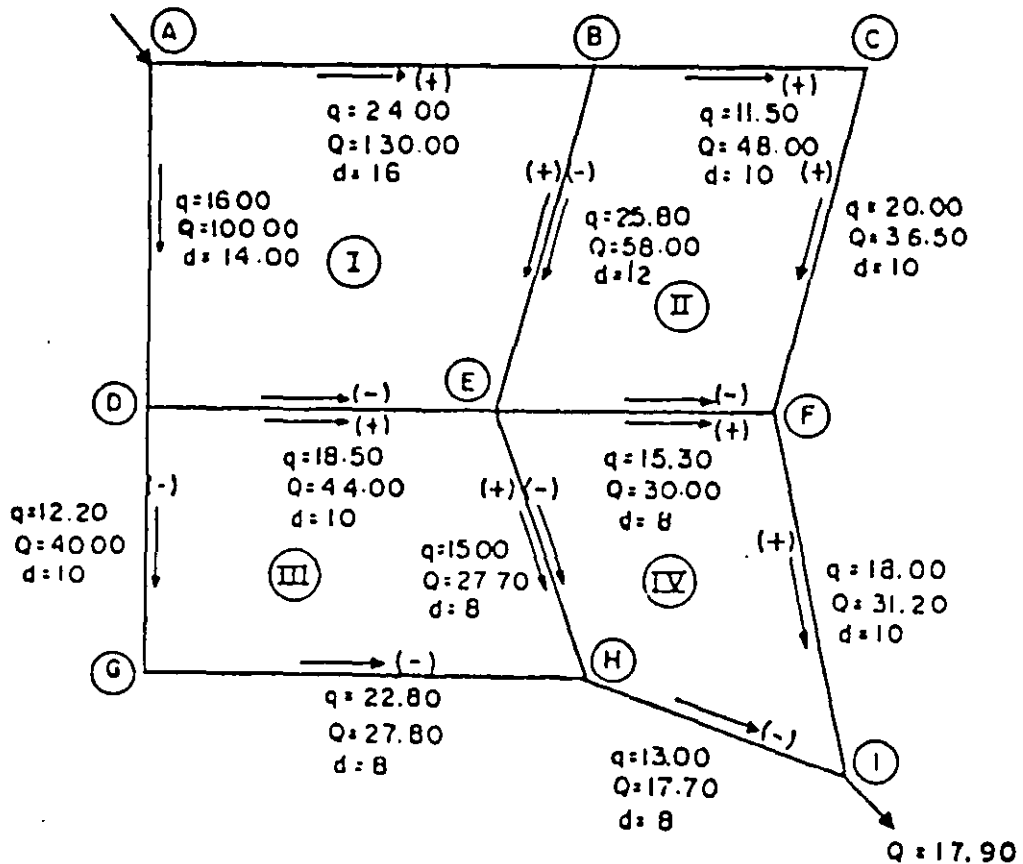 A
B
C
(+)
q=24.00
Q=130.00
d=16
(+)
q=11.50
Q=48.00
d=10
(+)
q=16.00
Q=100.00
d=14.00
I
(+)(-)
q=25.80
Q=58.00
d=12
II
q=20.00
Q=36.50
d=10
D
(-)
(+)
E
(-)
(+)
F
q=18.50
Q=44.00
d=10
q=15.30
Q=30.00
d=8
(-)
q=12.20
Q=40.00
d=10
III
(+)(-)
q=15.00
Q=27.70
d=8
IV
(+)
q=18.00
Q=31.20
d=10
G
(-)
H
q=22.80
Q=27.80
d=8
(-)
q=13.00
Q=17.70
d=8
I
Q=17.90